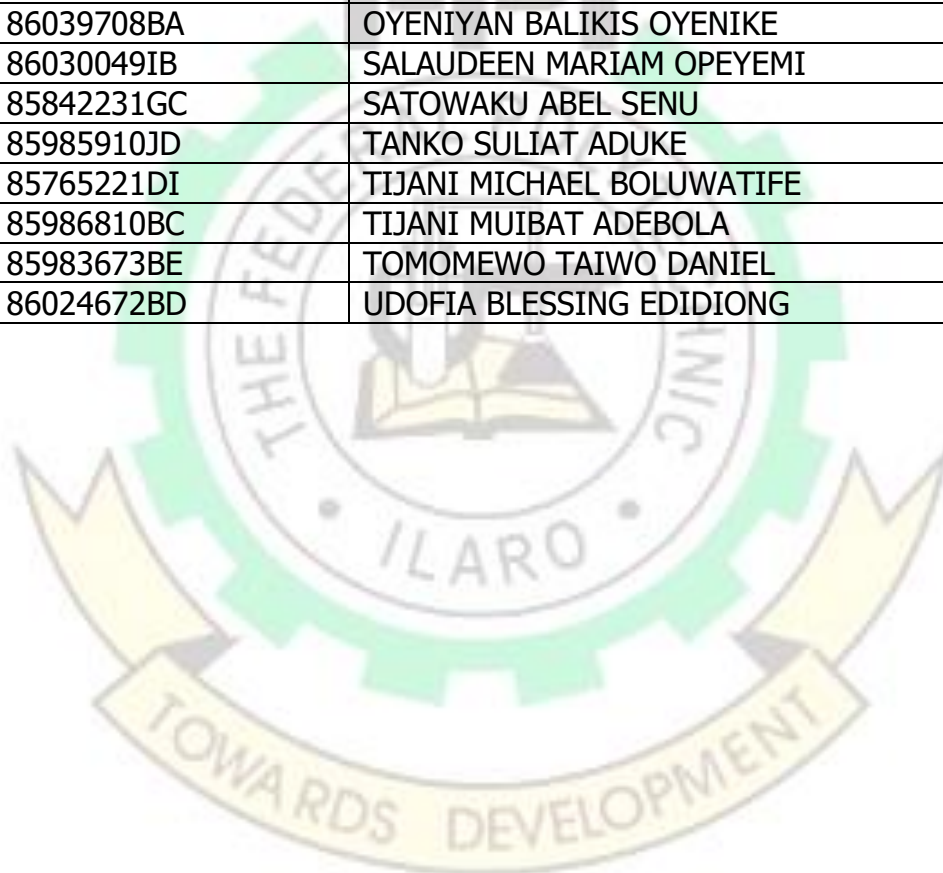 86039708BA OYENIYAN BALIKIS OYENIKE
86030049IB SALAUDEEN MARIAM OPEYEMI
85842231GC SATOWAKU ABEL SENU
85985910JD TANKO SULIAT ADUKE
85765221DI TIJANI MICHAEL BOLUWATIFE
85986810BC TIJANI MUIBAT ADEBOLA
85983673BE TOMOMEWO TAIWO DANIEL
86024672BD UDOFIA BLESSING EDIDIONG
THE FEDERAL POLYTECHNIC
ILARO
TOWARDS DEVELOPMENT